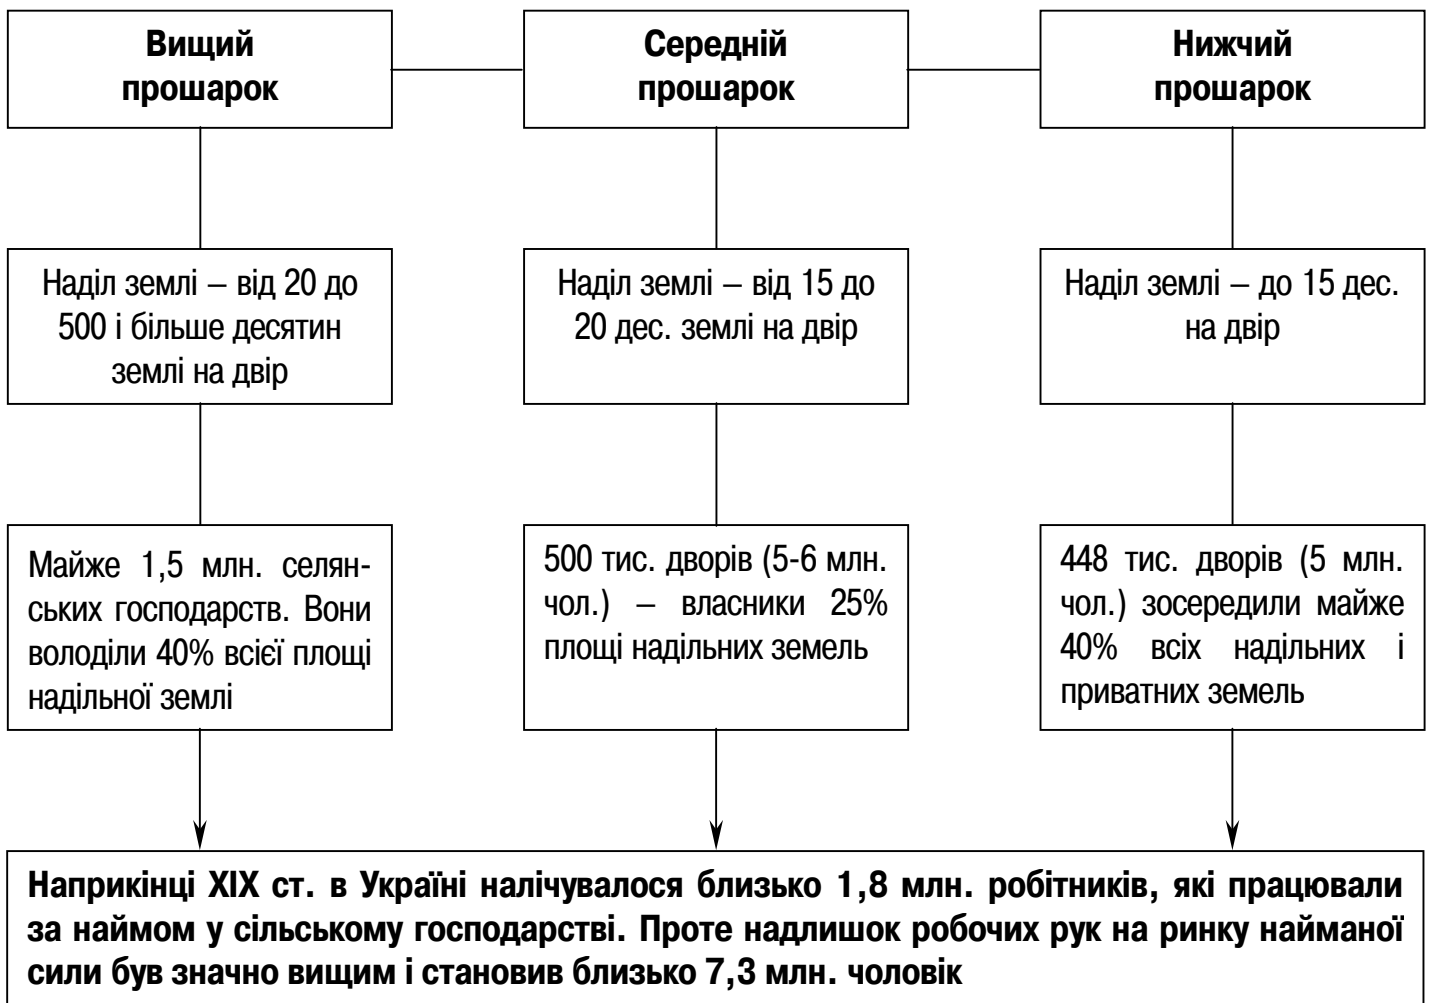 Вищий
прошарок
Середній
прошарок
Нижчий
прошарок
Наділ землі – від 20 до
500 і більше десятин
землі на двір
Наділ землі – від 15 до
20 дес. землі на двір
Наділ землі – до 15 дес.
на двір
Майже 1,5 млн. селян-
ських господарств. Вони
володіли 40% всієї площі
надільної землі
500 тис. дворів (5-6 млн.
чол.) – власники 25%
площі надільних земель
448 тис. дворів (5 млн.
чол.) зосередили майже
40% всіх надільних і
приватних земель
Наприкінці XIX ст. в Україні налічувалося близько 1,8 млн. робітників, які працювали
за наймом у сільському господарстві. Проте надлишок робочих рук на ринку найманої
сили був значно вищим і становив близько 7,3 млн. чоловік